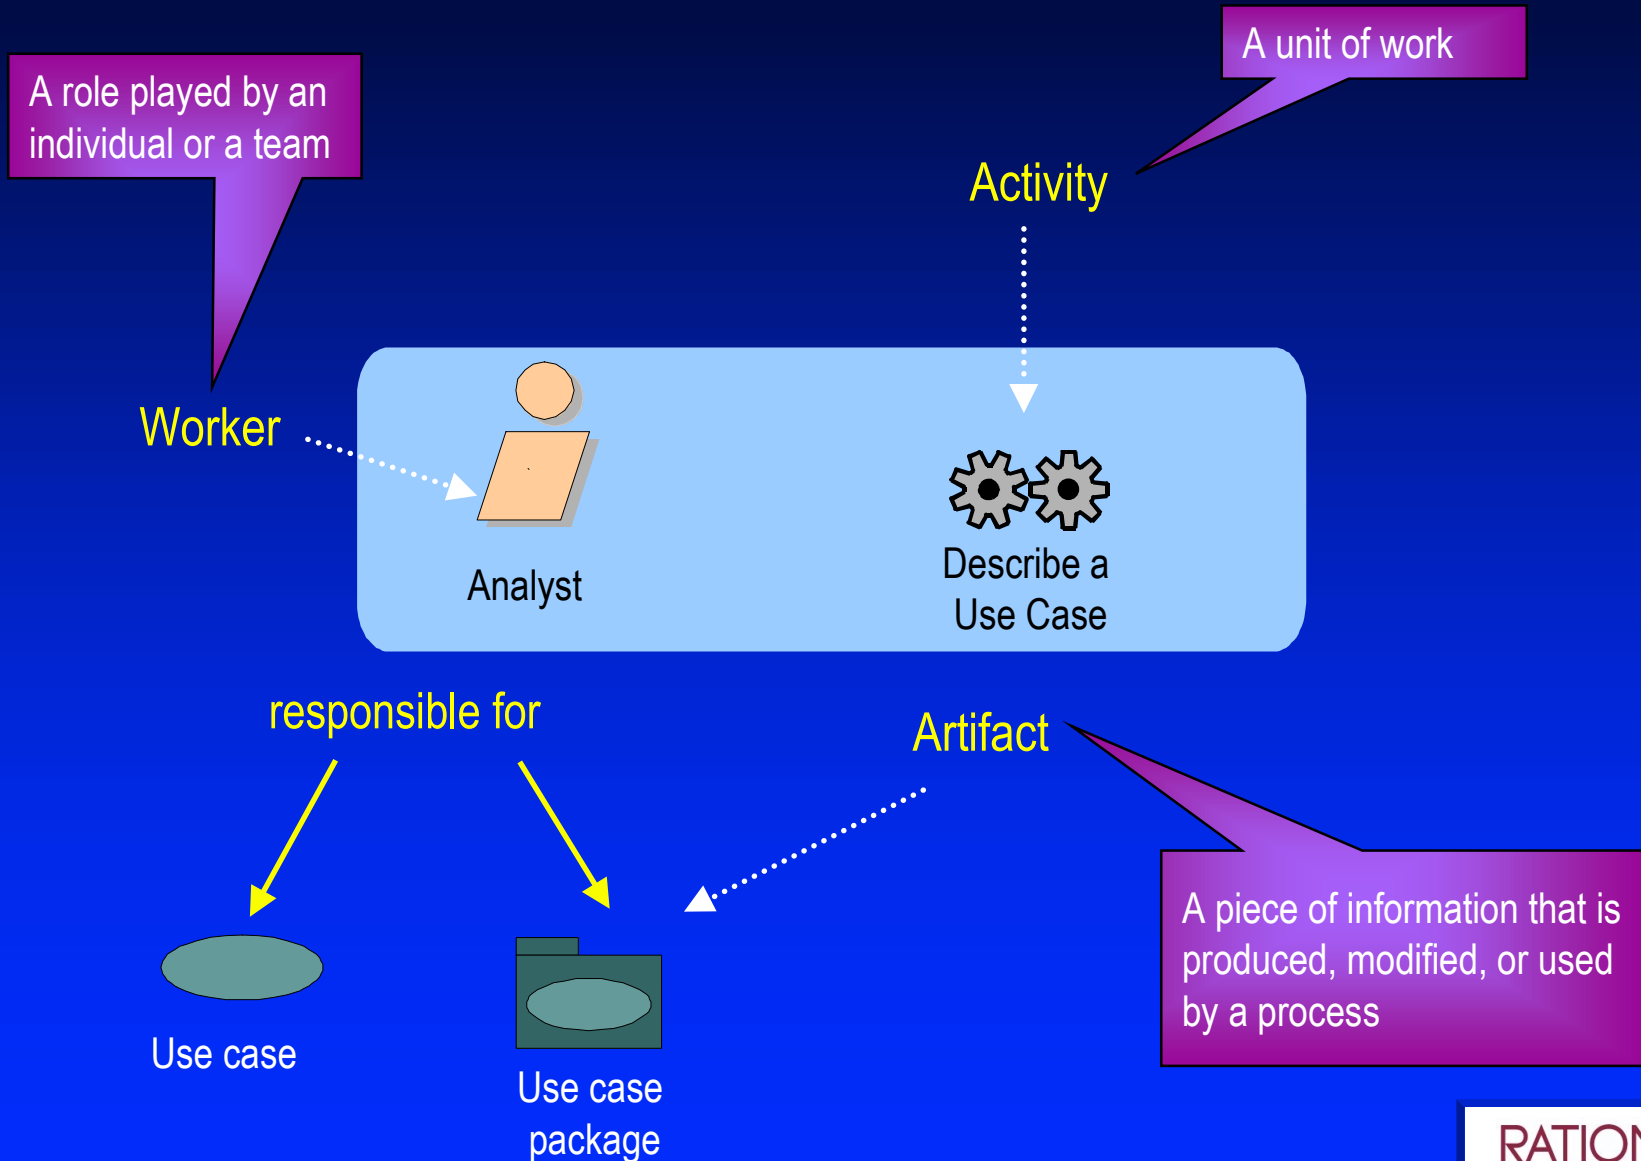 A unit of work
A role played by an
individual or a team
Activity
Worker
Analyst
Describe a
Use Case
responsible for
Artifact
A piece of information that is
produced, modified, or used
by a process
Use case
Use case
package